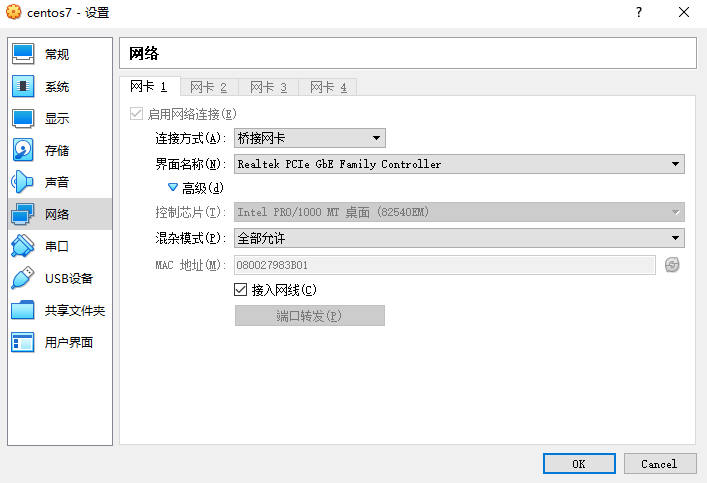 centos7 - 设置
常规
系统
显示
存储
声音
网络
串口
USB设备
共享文件夹
用户界面
网络
网卡 1 网卡 2 网卡 3 网卡 4
启用网络连接(E)
连接方式(A): 桥接网卡
界面名称(N): Realtek PCIe GbE Family Controller
高级(d)
控制芯片(T): Intel PRO/1000 MT 桌面 (82540EM)
混杂模式(P): 全部允许
MAC 地址(M): 080027983B01
接入网线(C)
端口转发(P)
OK Cancel